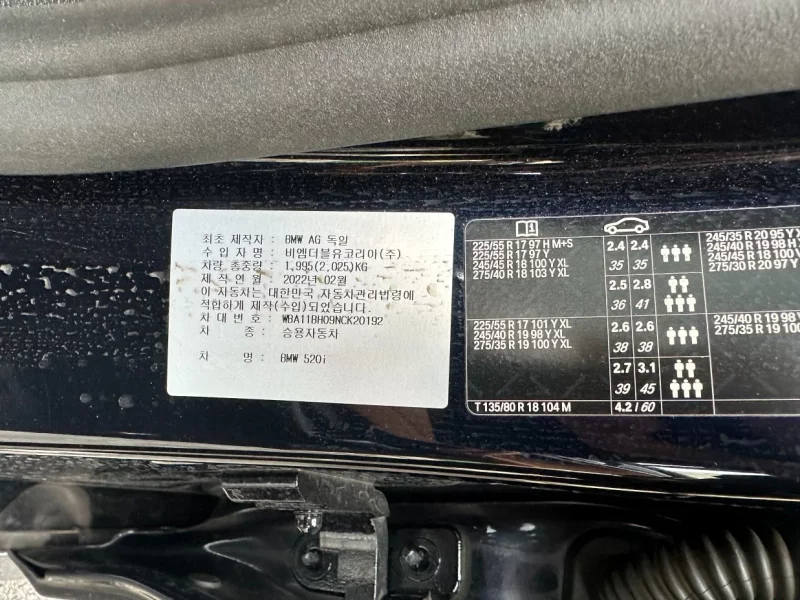 최초 제작자 : BMW AG 독일
수 입 자 명 : 비엠더블유코리아(주)
차량 총중량 : 1,995(2,025)KG
제 작 연 월 : 2022년 02월
이 자동차는 대한민국 자동차관리법령에
적합하게 제작(수입)되었습니다.
차 대 번 호 : WBA11BH09NCK20192
차 종 : 승용자동차
차 명 : BMW 520i
225/55 R 17 97 H M+S
225/55 R 17 97 Y
245/45 R 18 100 Y XL
275/40 R 18 103 Y XL
2.4 2.4
35 35
2.5 2.8
36 41
245/35 R 20 95 Y X
245/40 R 19 98 H
245/45 R 18 100 V
275/30 R 20 97 Y
225/55 R 17 101 Y XL
245/40 R 19 98 Y XL
275/35 R 19 100 Y XL
2.6 2.6
38 38
2.7 3.1
39 45
245/40 R 19 98 Y
275/35 R 19 100
T 135/80 R 18 104 M
4.2 / 60